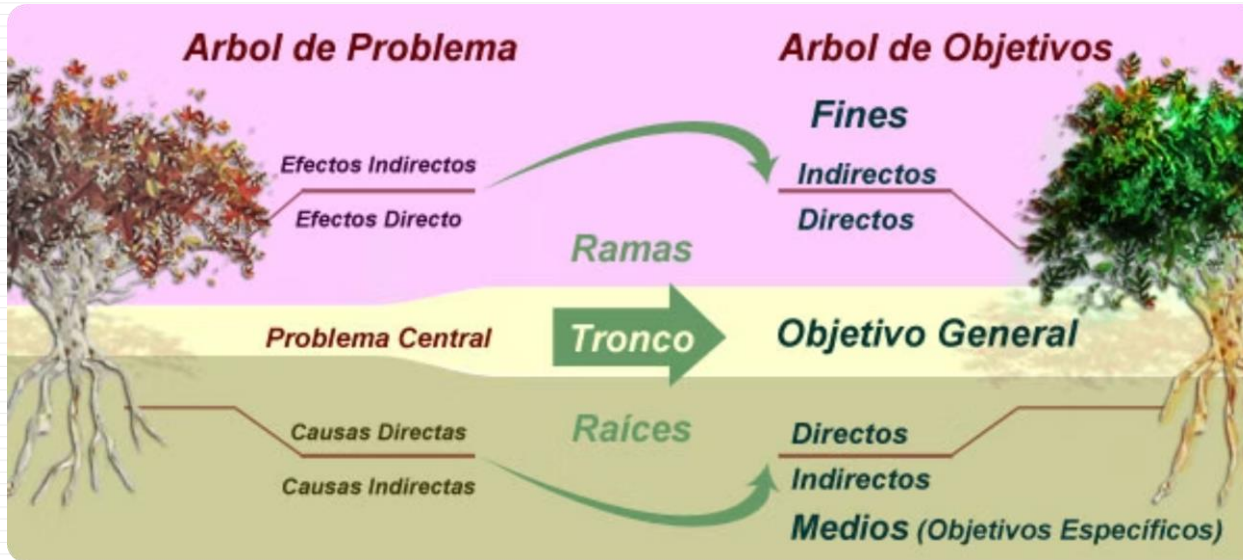 Arbol de Problema
Arbol de Objetivos
Fines
Efectos Indirectos
Indirectos
Efectos Directo
Directos
Ramas
Problema Central
Tronco
Objetivo General
Raíces
Causas Directas
Directos
Causas Indirectas
Indirectos
Medios (Objetivos Específicos)